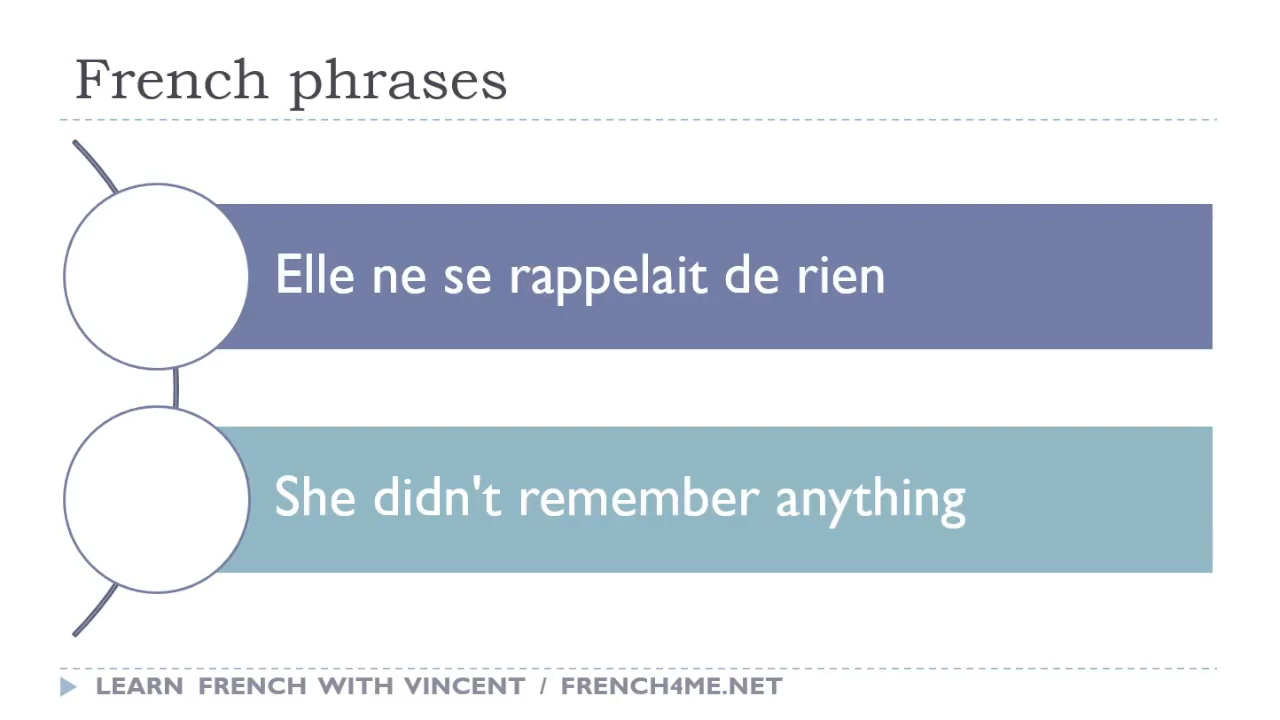 French phrases
Elle ne se rappelait de rien
She didn't remember anything
LEARN FRENCH WITH VINCENT / FRENCH4ME.NET